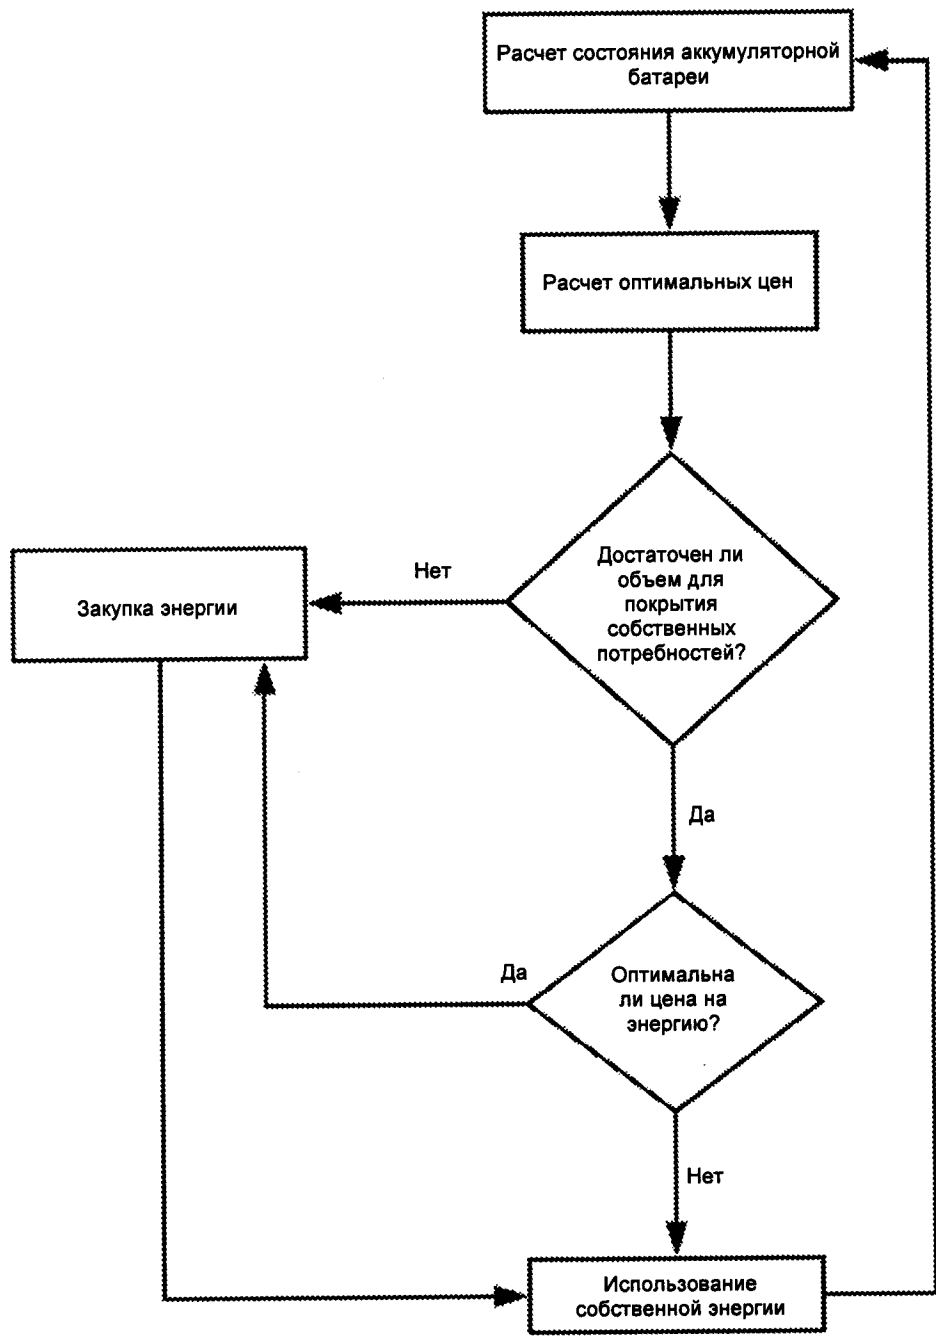 Расчет состояния аккумуляторной
батареи
Расчет оптимальных цен
Достаточен ли
объем для
покрытия
собственных
потребностей?
Нет
Закупка энергии
Да
Оптимальна
ли цена на
энергию?
Да
Нет
Использование
собственной энергии